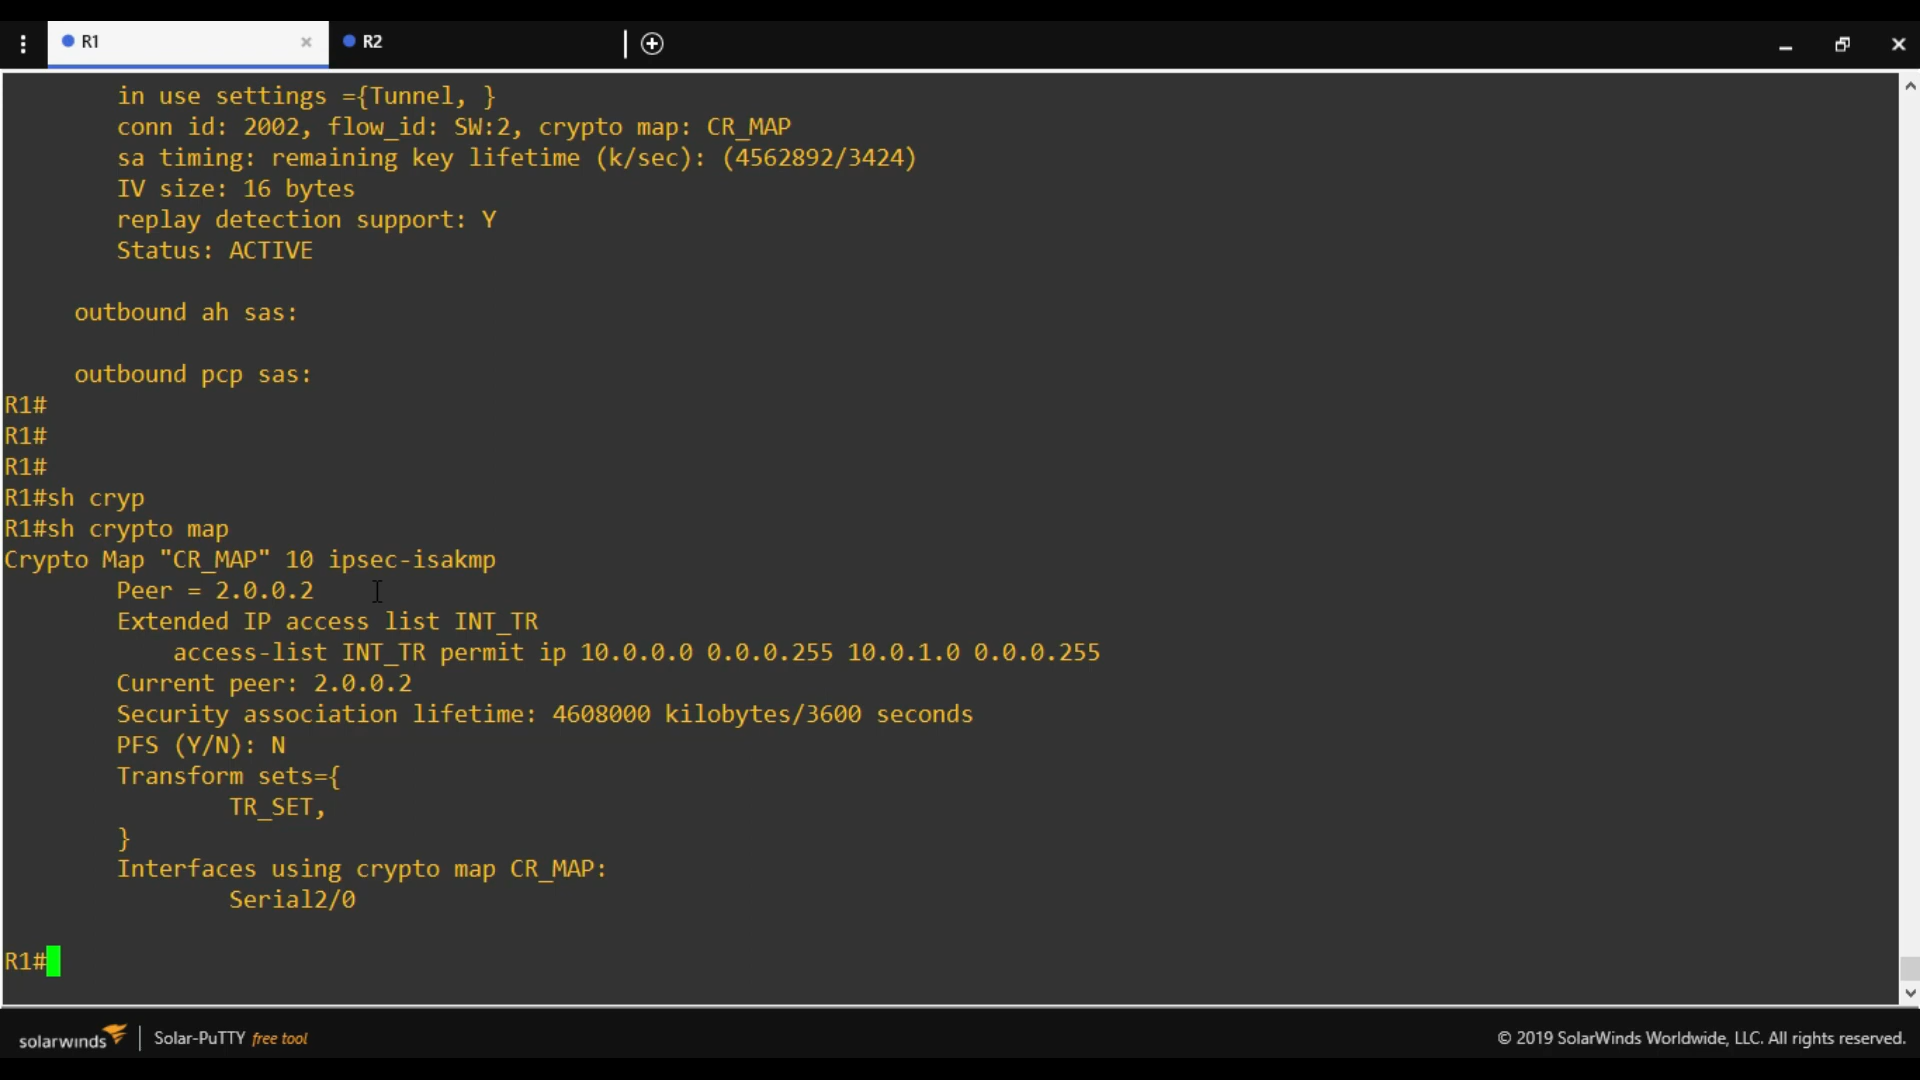 R1
R2
in use settings ={Tunnel, }
conn id: 2002, flow_id: SW:2, crypto map: CR_MAP
sa timing: remaining key lifetime (k/sec): (4562892/3424)
IV size: 16 bytes
replay detection support: Y
Status: ACTIVE
outbound ah sas:
outbound pcp sas:
R1#
R1#
R1#
R1#sh cryp
R1#sh crypto map
Crypto Map "CR_MAP" 10 ipsec-isakmp
Peer = 2.0.0.2
Extended IP access list INT_TR
access-list INT_TR permit ip 10.0.0.0 0.0.0.255 10.0.1.0 0.0.0.255
Current peer: 2.0.0.2
Security association lifetime: 4608000 kilobytes/3600 seconds
PFS (Y/N): N
Transform sets={
TR_SET,
}
Interfaces using crypto map CR_MAP:
Serial2/0
R1#
solarwinds | Solar-PuTTY free tool
© 2019 SolarWinds Worldwide, LLC. All rights reserved.